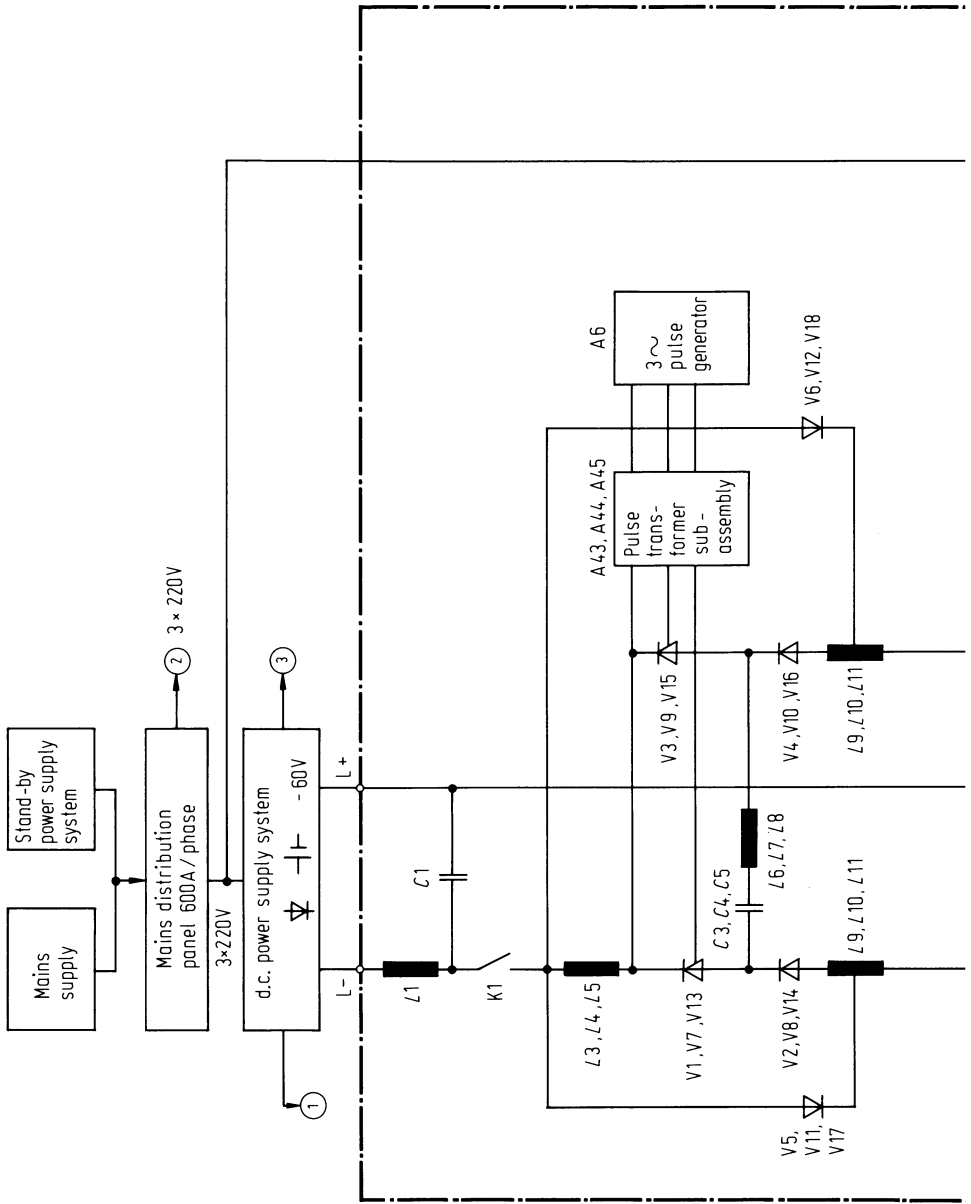 Mains
supply
Stand-by
power supply
system
Mains distribution
panel 600A / phase
2
3 × 220V
3×220V
d.c. power supply system
- 60V
1
3
L-
L+
L1
C1
K1
A43, A44, A45
A6
Pulse
trans-
former
sub-
assembly
3~
pulse
generator
L3, L4, L5
V1, V7, V13
V3, V9, V15
C3, C4, C5
L6, L7, L8
V2, V8, V14
V4, V10, V16
V6, V12, V18
V5,
V11,
V17
L9, L10, L11
L9, L10, L11